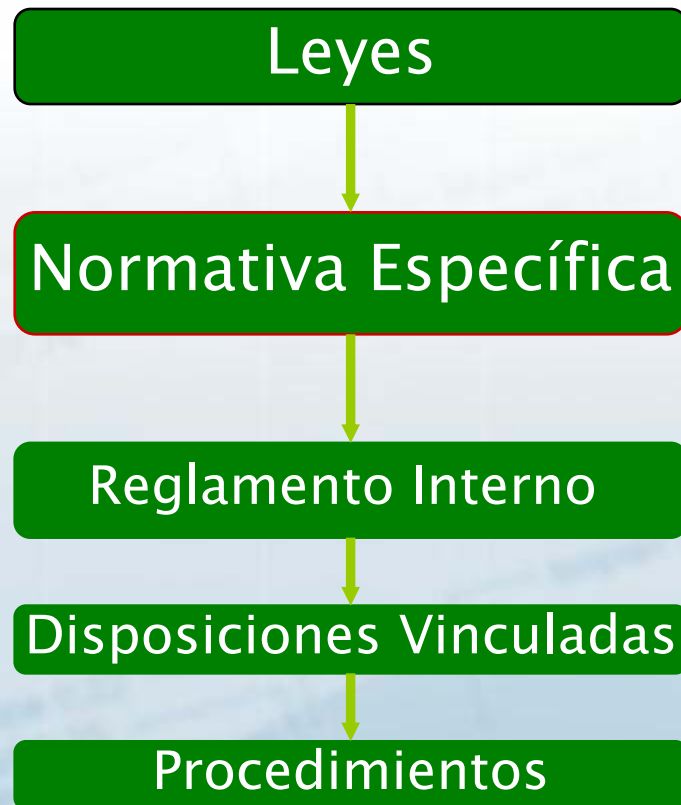 Leyes
Normativa Específica
Reglamento Interno
Disposiciones Vinculadas
Procedimientos